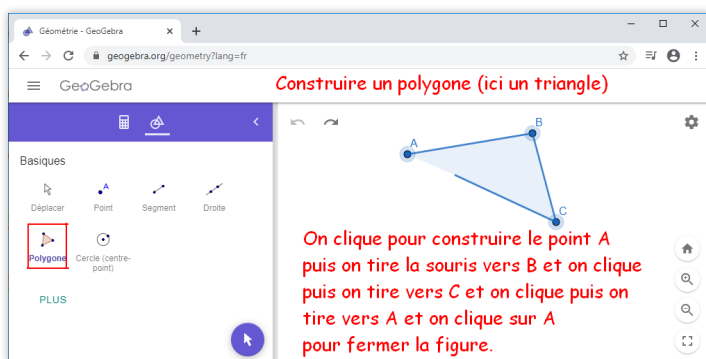 Géométrie - GeoGebra
geogebra.org/geometry?lang=fr
GeoGebra
Construire un polygone (ici un triangle)
Basiques
Déplacer
Point
Segment
Droite
Polygone
Cercle (centre-
point)
PLUS
A
A
B
C
On clique pour construire le point A
puis on tire la souris vers B et on clique
puis on tire vers C et on clique puis on
tire vers A et on clique sur A
pour fermer la figure.